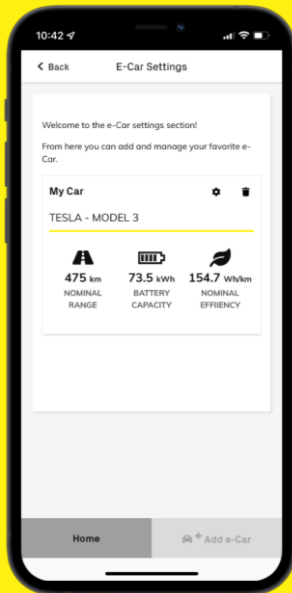 10:42
Back E-Car Settings
Welcome to the e-Car settings section!
From here you can add and manage your favorite e-
Car.
My Car
TESLA - MODEL 3
475 km 73.5 kWh 154.7 Wh/km
NOMINAL BATTERY NOMINAL
RANGE CAPACITY EFFIENCY
Home Add e-Car